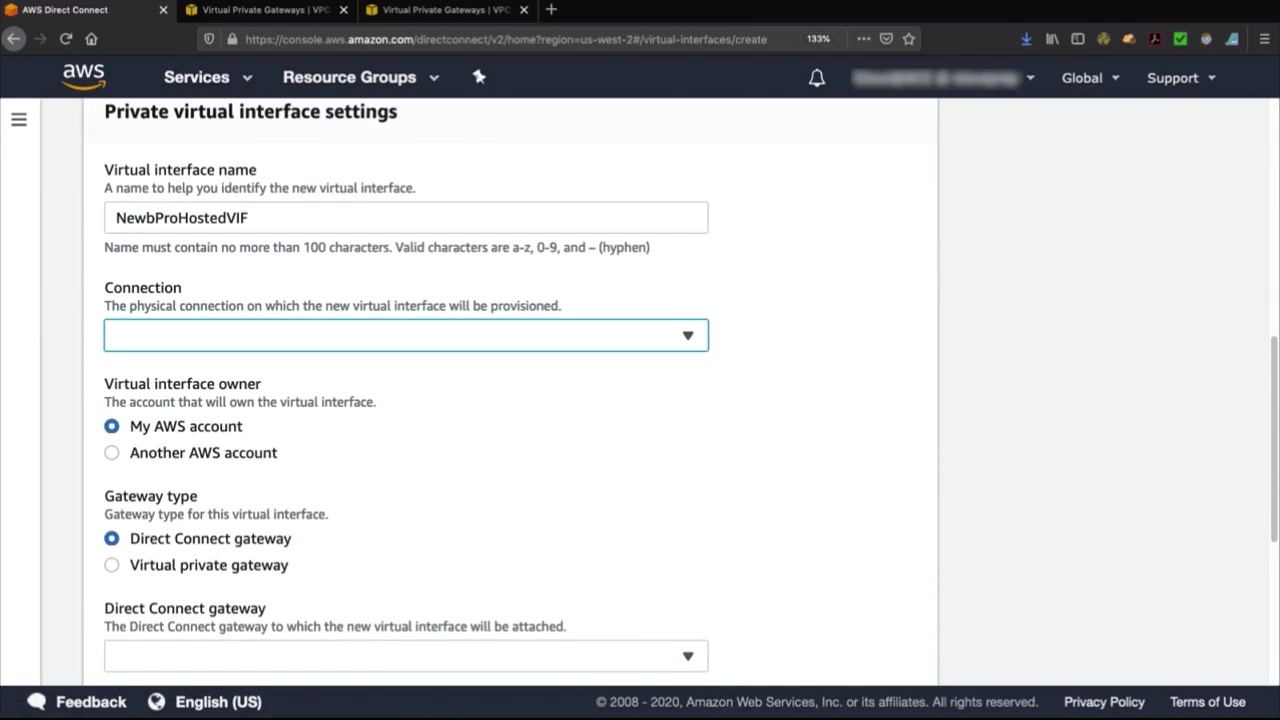 AWS Direct Connect
Virtual Private Gateways | VPC
Virtual Private Gateways | VPC
https://console.aws.amazon.com/directconnect/v2/home?region=us-west-2#/virtual-interfaces/create
133%
aws
Services
Resource Groups
Global
Support
Private virtual interface settings
Virtual interface name
A name to help you identify the new virtual interface.
NewbProHostedVIF
Name must contain no more than 100 characters. Valid characters are a-z, 0-9, and – (hyphen)
Connection
The physical connection on which the new virtual interface will be provisioned.
Virtual interface owner
The account that will own the virtual interface.
My AWS account
Another AWS account
Gateway type
Gateway type for this virtual interface.
Direct Connect gateway
Virtual private gateway
Direct Connect gateway
The Direct Connect gateway to which the new virtual interface will be attached.
Feedback
English (US)
© 2008 - 2020, Amazon Web Services, Inc. or its affiliates. All rights reserved.
Privacy Policy
Terms of Use